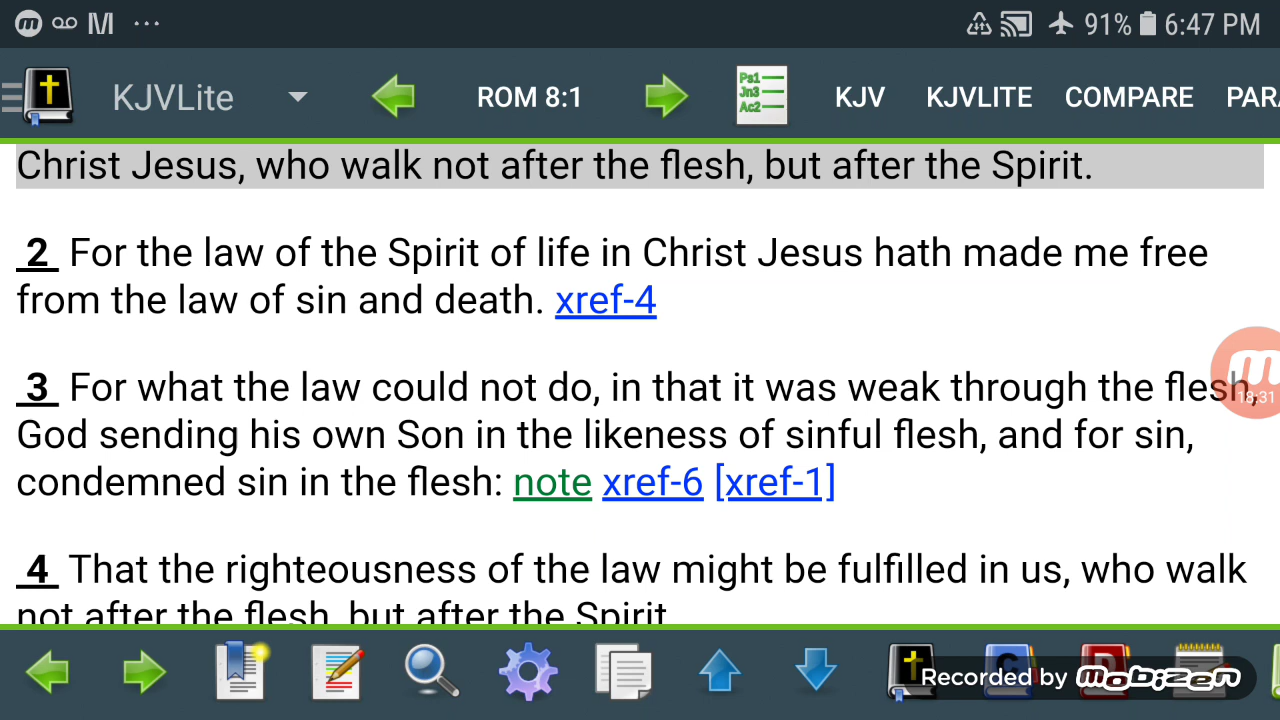 91% 6:47 PM
KJVLite ROM 8:1 Ps1 Jn3 Ac2 KJV KJVLITE COMPARE PAR
Christ Jesus, who walk not after the flesh, but after the Spirit.
2 For the law of the Spirit of life in Christ Jesus hath made me free
from the law of sin and death. xref-4
3 For what the law could not do, in that it was weak through the flesh,
God sending his own Son in the likeness of sinful flesh, and for sin,
condemned sin in the flesh: note xref-6 [xref-1]
18:31
4 That the righteousness of the law might be fulfilled in us, who walk
not after the flesh, but after the Spirit.
Recorded by mobizen